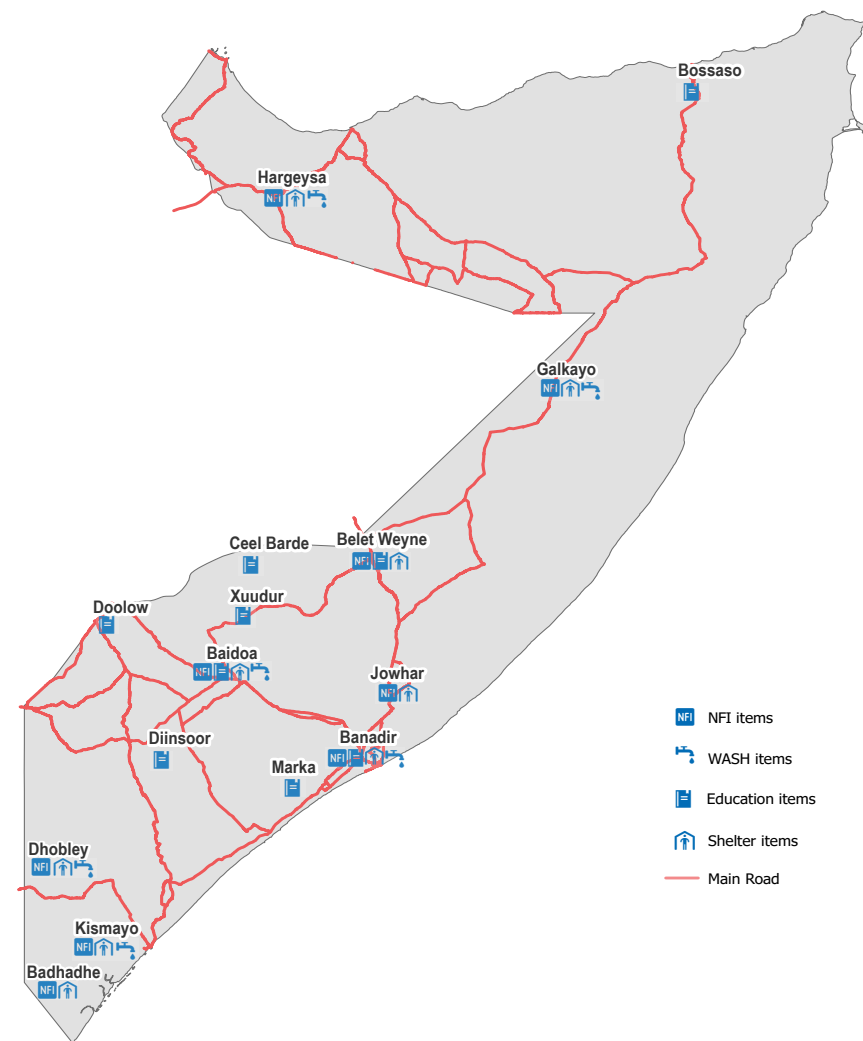 Bossaso
Hargeysa
NFI
Galkayo
NFI
Ceel Barde
Belet Weyne
NFI
Xuudur
Doolow
Baidoa
NFI
Jowhar
NFI
Diinsoor
Banadir
NFI
Marka
Dhobley
NFI
Kismayo
NFI
Badhadhe
NFI
NFI NFI items
WASH items
Education items
Shelter items
Main Road